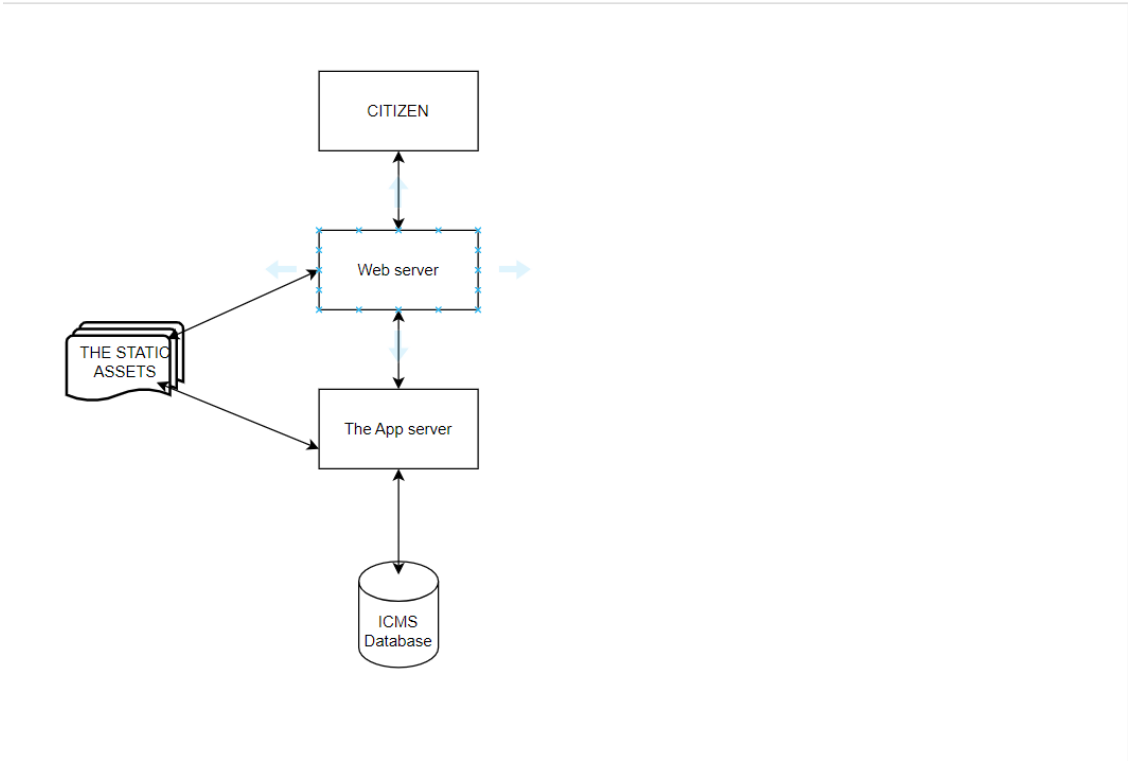 CITIZEN
Web server
THE STATIC
ASSETS
The App server
ICMS
Database